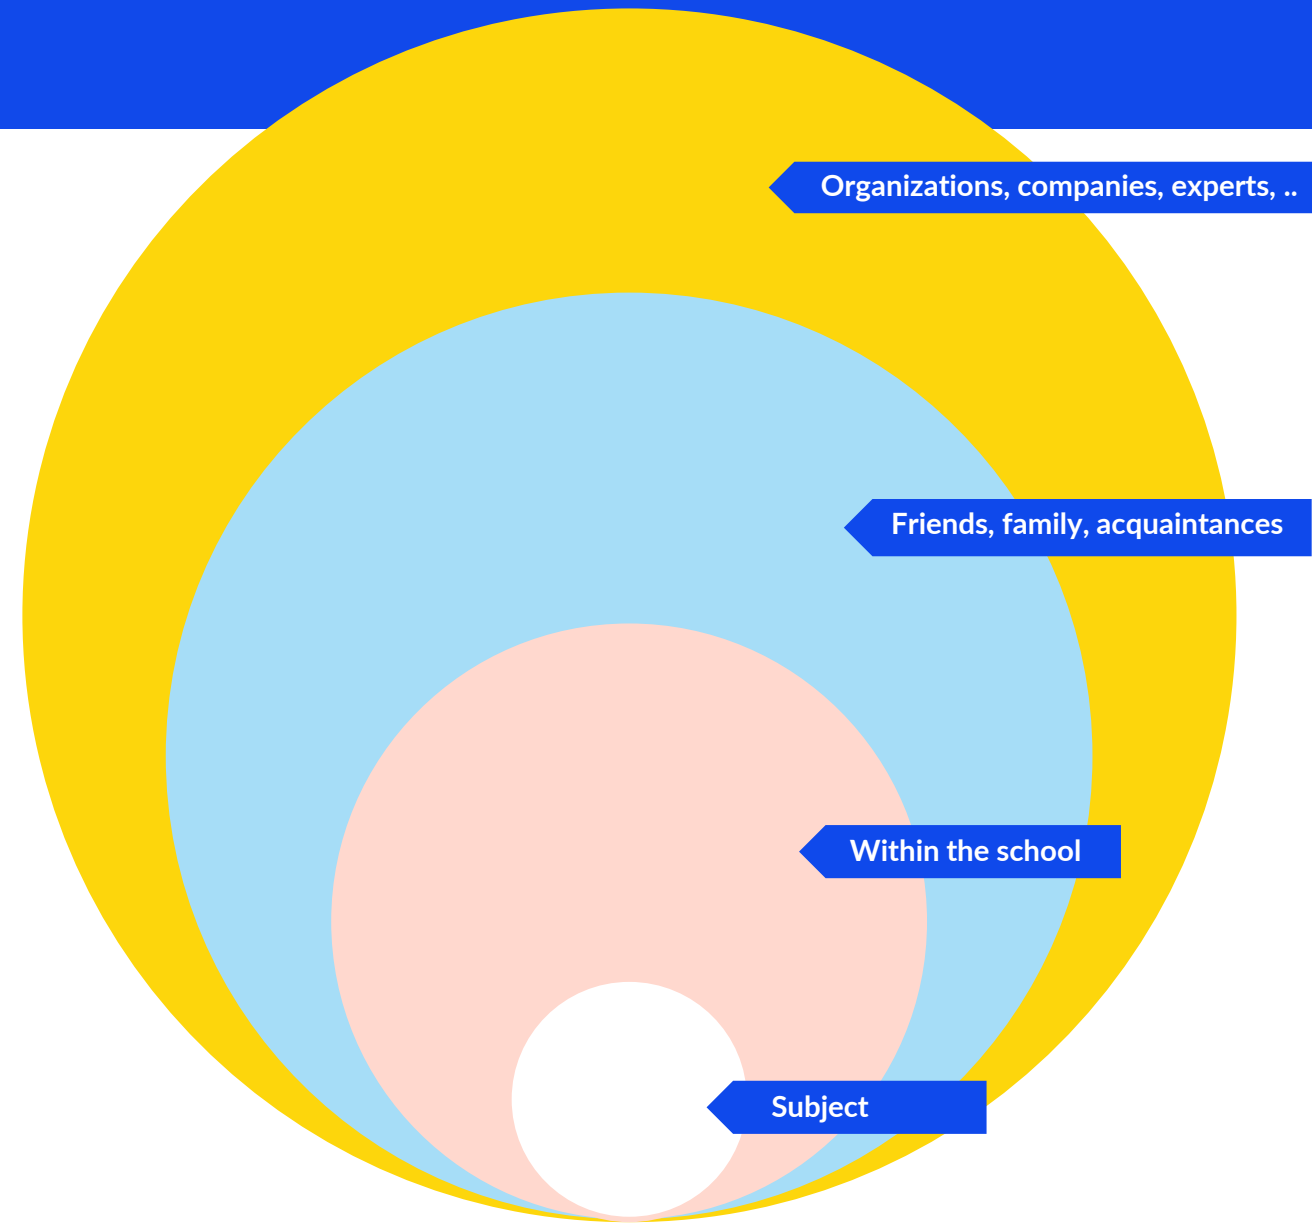 Organizations, companies, experts, ..
Friends, family, acquaintances
Within the school
Subject